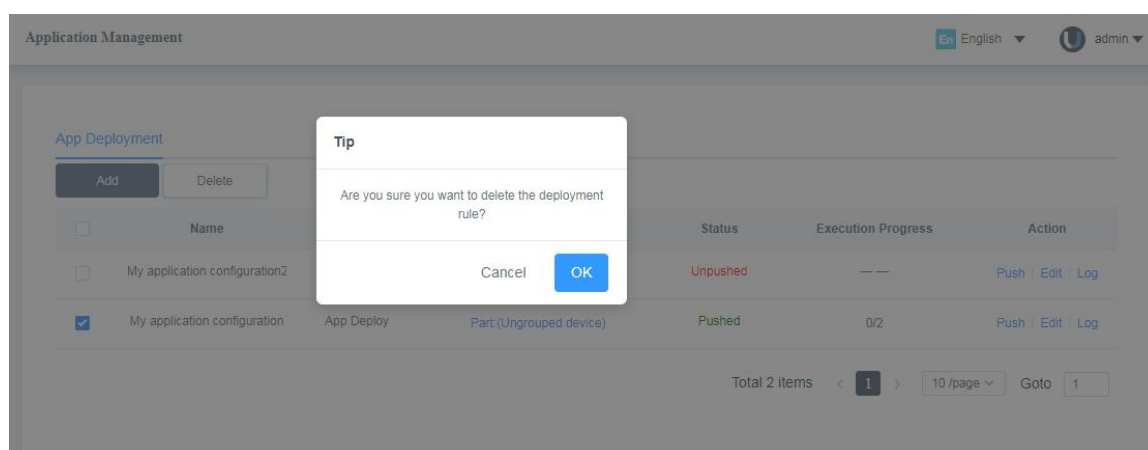 Application Management
En English admin
App Deployment
Tip
Add Delete
Are you sure you want to delete the deployment
rule?
Name Status Execution Progress Action
Cancel OK
My application configuration2 Unpushed — — Push Edit Log
My application configuration App Deploy Part:(Ungrouped device) Pushed 0/2 Push Edit Log
Total 2 items < 1 > 10 /page Goto 1